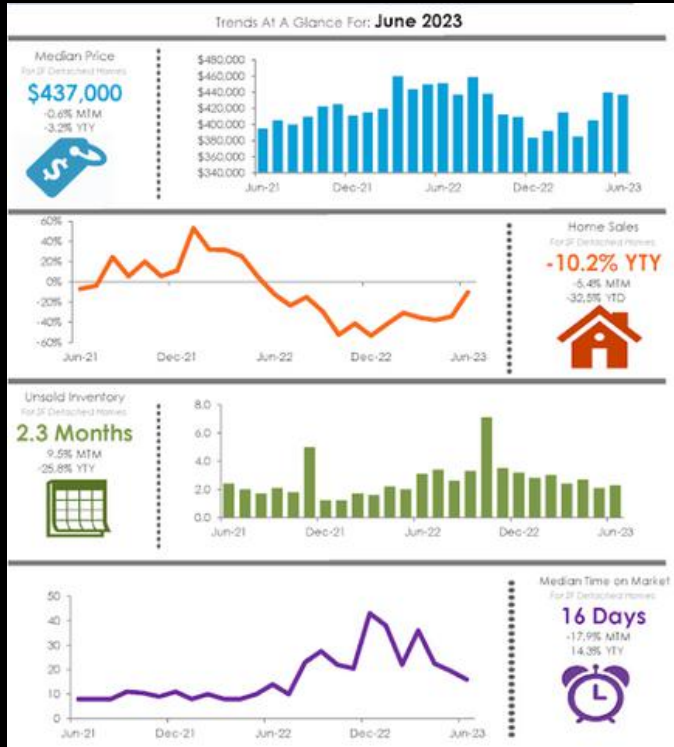 Trends At A Glance For: June 2023
Median Price
For SF Detached Homes
$437,000
-0.6% MTM
-3.2% YTY
$
$480,000
$460,000
$440,000
$420,000
$400,000
$380,000
$360,000
$340,000
Jun-21 Dec-21 Jun-22 Dec-22 Jun-23
60%
40%
20%
0%
-20%
-40%
-60%
Jun-21 Dec-21 Jun-22 Dec-22 Jun-23
Home Sales
For SF Detached Homes
-10.2% YTY
-5.4% MTM
-32.5% YTD
Unsold Inventory
For SF Detached Homes
2.3 Months
9.5% MTM
-25.8% YTY
8.0
6.0
4.0
2.0
0.0
Jun-21 Dec-21 Jun-22 Dec-22 Jun-23
50
40
30
20
10
0
Jun-21 Dec-21 Jun-22 Dec-22 Jun-23
Median Time on Market
For SF Detached Homes
16 Days
-17.9% MTM
14.3% YTY